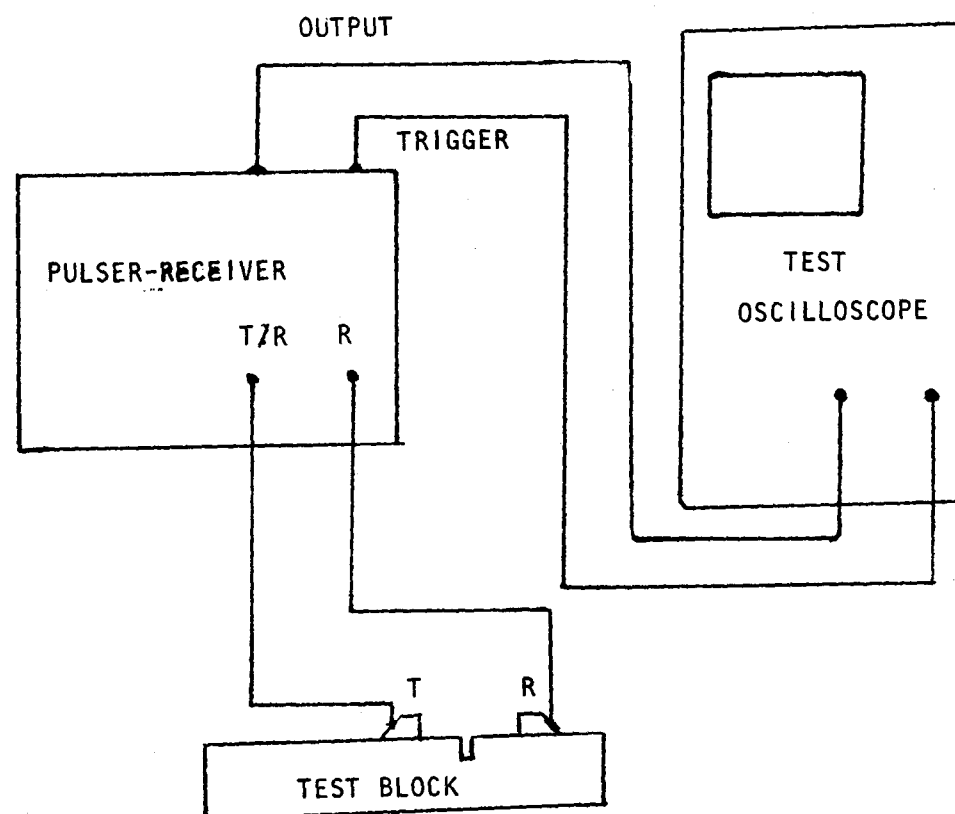 OUTPUT
TRIGGER
PULSER-RECEIVER
T/R R
TEST
OSCILLOSCOPE
T R
TEST BLOCK